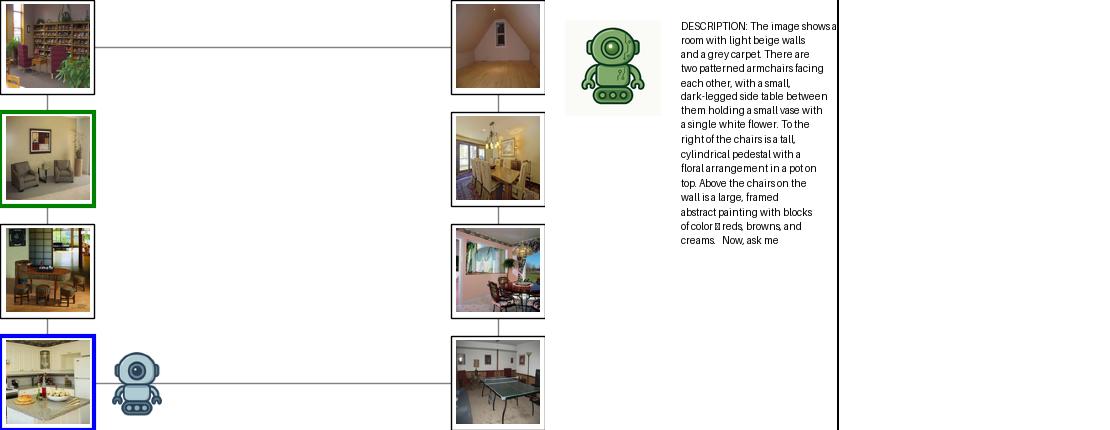 DESCRIPTION: The image shows a
room with light beige walls
and a grey carpet. There are
two patterned armchairs facing
each other, with a small,
dark-legged side table between
them holding a small vase with
a single white flower. To the
right of the chairs is a tall,
cylindrical pedestal with a
floral arrangement in a pot on
top. Above the chairs on the
wall is a large, framed
abstract painting with blocks
of color ▯ reds, browns, and
creams.   Now, ask me